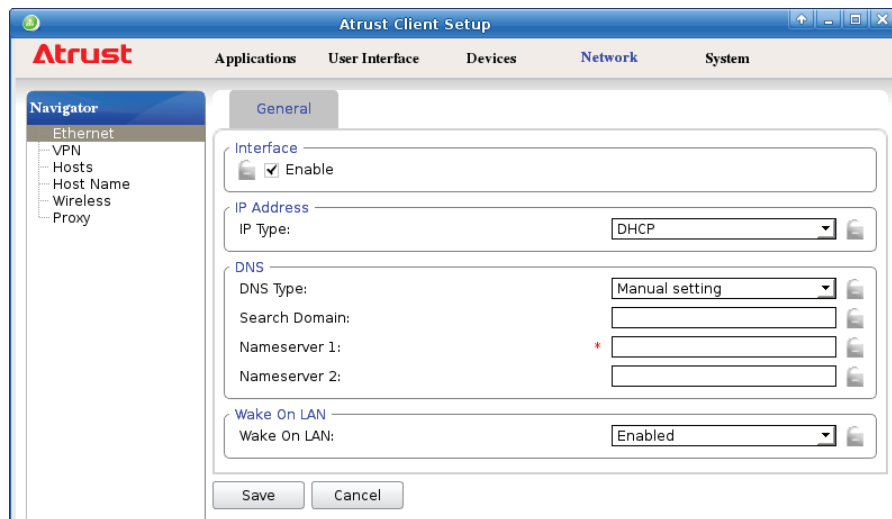 Atrust Client Setup
Atrust
Applications User Interface Devices Network System
Navigator
Ethernet
VPN
Hosts
Host Name
Wireless
Proxy
General
Interface
Enable
IP Address
IP Type: DHCP
DNS
DNS Type: Manual setting
Search Domain:
Nameserver 1: *
Nameserver 2:
Wake On LAN
Wake On LAN: Enabled
Save Cancel